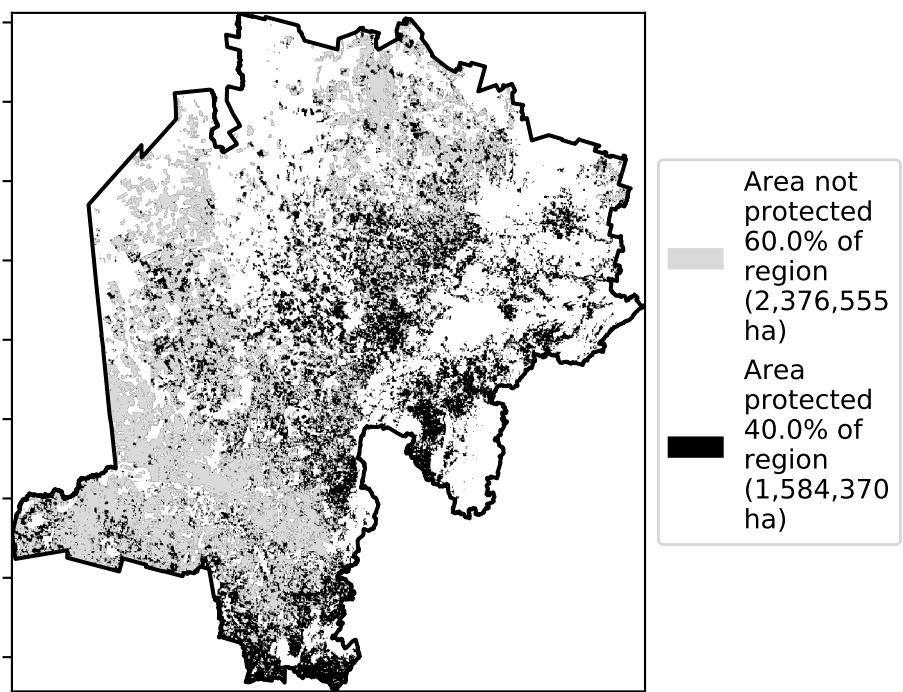 Area not
protected
60.0% of
region
(2,376,555
ha)
Area
protected
40.0% of
region
(1,584,370
ha)